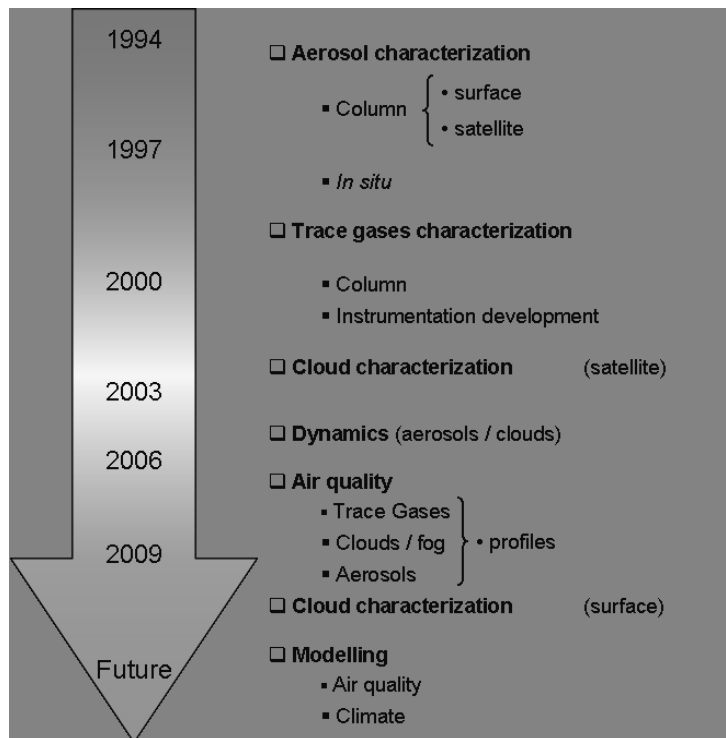 1994
❑ Aerosol characterization
▪ Column
• surface
• satellite
1997
▪ In situ
❑ Trace gases characterization
2000
▪ Column
▪ Instrumentation development
❑ Cloud characterization (satellite)
2003
❑ Dynamics (aerosols / clouds)
2006
❑ Air quality
▪ Trace Gases
▪ Clouds / fog • profiles
2009
▪ Aerosols
❑ Cloud characterization (surface)
❑ Modelling
Future
▪ Air quality
▪ Climate